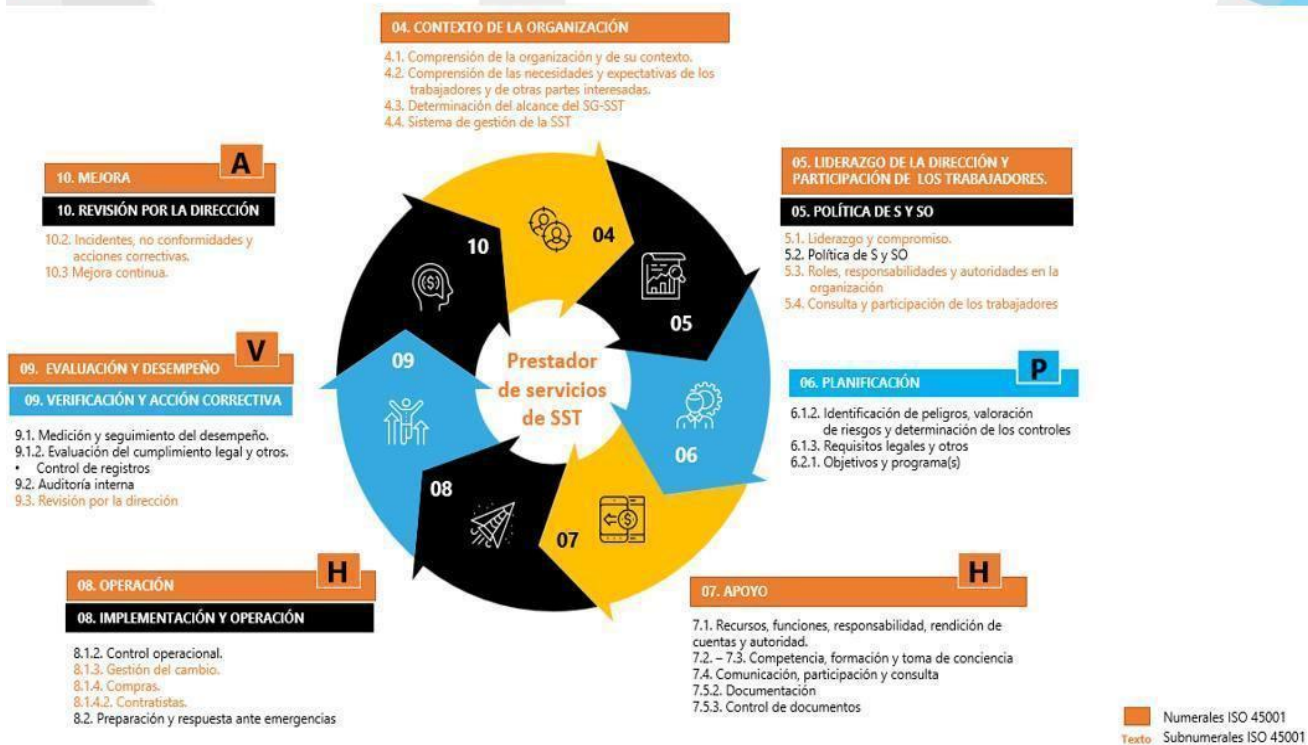 04. CONTEXTO DE LA ORGANIZACIÓN
4.1. Comprensión de la organización y de su contexto.
4.2. Comprensión de las necesidades y expectativas de los
trabajadores y de otras partes interesadas.
4.3. Determinación del alcance del SG-SST
4.4. Sistema de gestión de la SST
A
10. MEJORA
10. REVISIÓN POR LA DIRECCIÓN
10.2. Incidentes, no conformidades y
acciones correctivas.
10.3 Mejora continua.
05. LIDERAZGO DE LA DIRECCIÓN Y
PARTICIPACIÓN DE LOS TRABAJADORES.
05. POLÍTICA DE S Y SO
5.1. Liderazgo y compromiso.
5.2. Política de S y SO
5.3. Roles, responsabilidades y autoridades en la
organización
5.4. Consulta y participación de los trabajadores
10
04
05
09
06
08
07
Prestador
de servicios
de SST
V
09. EVALUACIÓN Y DESEMPEÑO
09. VERIFICACIÓN Y ACCIÓN CORRECTIVA
9.1. Medición y seguimiento del desempeño.
9.1.2. Evaluación del cumplimiento legal y otros.
• Control de registros
9.2. Auditoría interna
9.3. Revisión por la dirección
P
06. PLANIFICACIÓN
6.1.2. Identificación de peligros, valoración
de riesgos y determinación de los controles
6.1.3. Requisitos legales y otros
6.2.1. Objetivos y programa(s)
H
08. OPERACIÓN
08. IMPLEMENTACIÓN Y OPERACIÓN
8.1.2. Control operacional.
8.1.3. Gestión del cambio.
8.1.4. Compras.
8.1.4.2. Contratistas.
8.2. Preparación y respuesta ante emergencias
H
07. APOYO
7.1. Recursos, funciones, responsabilidad, rendición de
cuentas y autoridad.
7.2. – 7.3. Competencia, formación y toma de conciencia
7.4. Comunicación, participación y consulta
7.5.2. Documentación
7.5.3. Control de documentos
Numerales ISO 45001
Texto Subnumerales ISO 45001